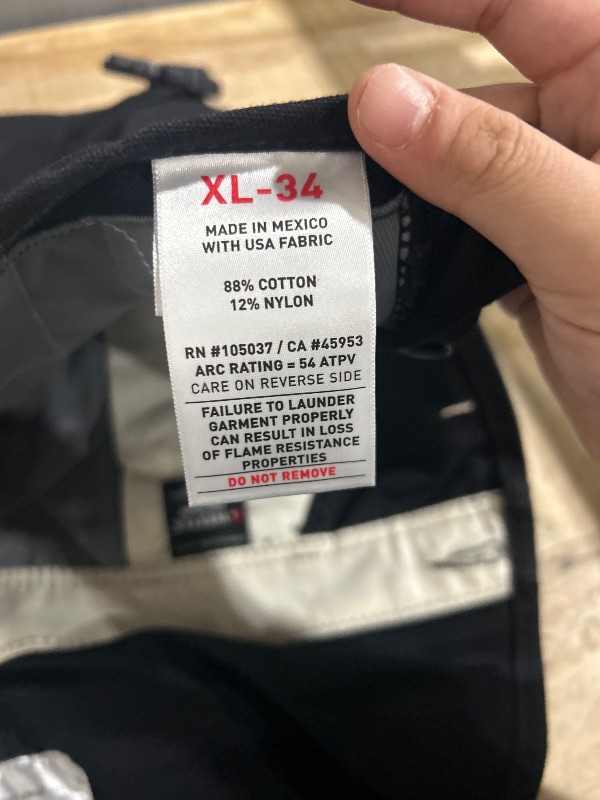 XL-34
MADE IN MEXICO
WITH USA FABRIC
88% COTTON
12% NYLON
RN #105037 / CA #45953
ARC RATING = 54 ATPV
CARE ON REVERSE SIDE
FAILURE TO LAUNDER
GARMENT PROPERLY
CAN RESULT IN LOSS
OF FLAME RESISTANCE
PROPERTIES
DO NOT REMOVE